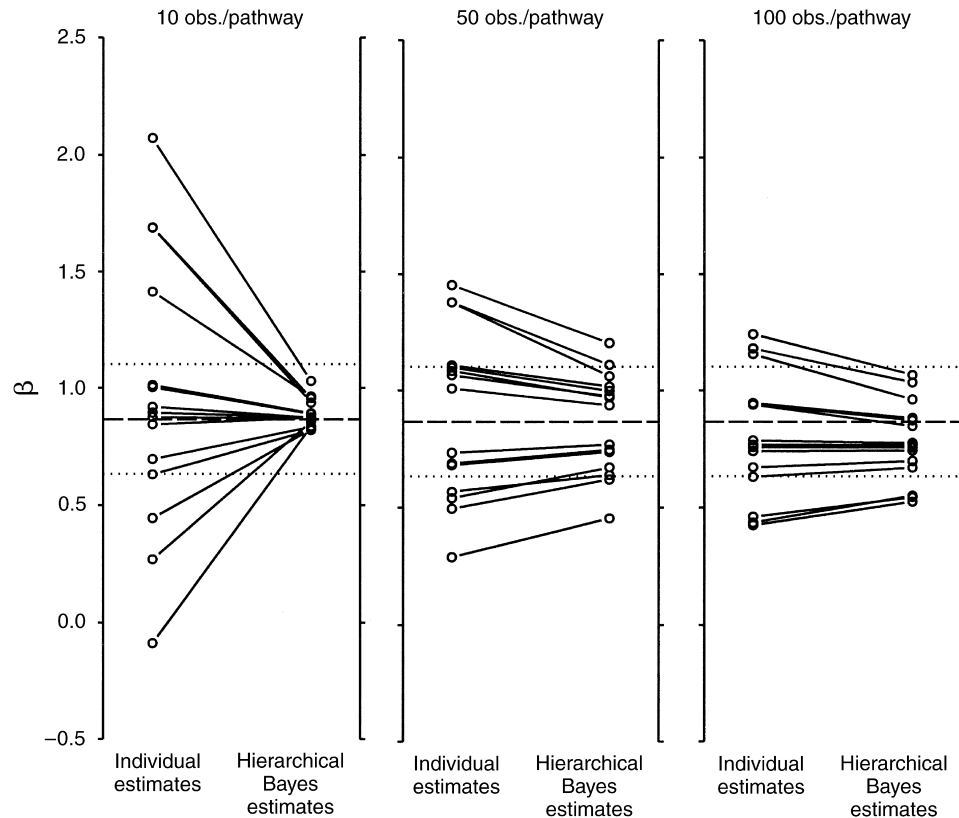 10 obs./pathway
50 obs./pathway
100 obs./pathway
2.5
2.0
1.5
1.0
0.5
0.0
−0.5
β
Individual
estimates
Hierarchical
Bayes
estimates
Individual
estimates
Hierarchical
Bayes
estimates
Individual
estimates
Hierarchical
Bayes
estimates